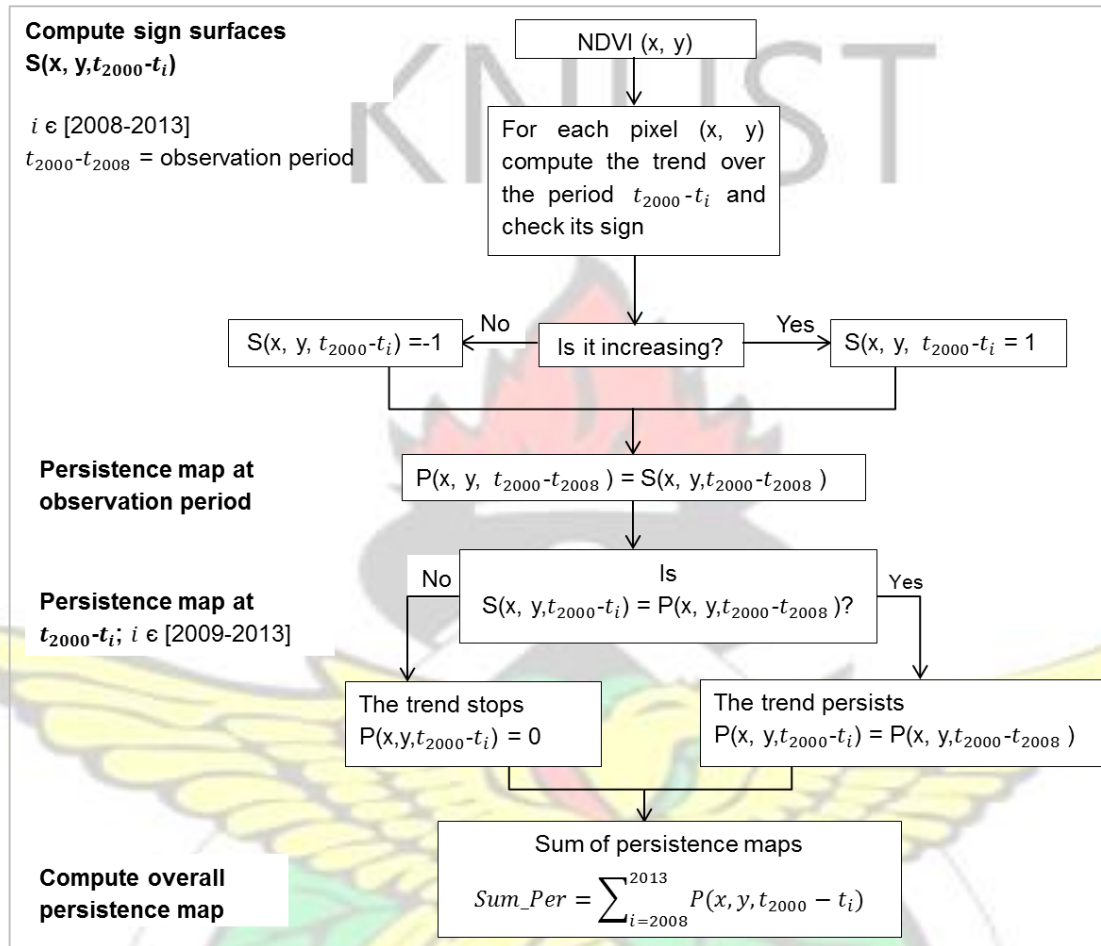 Compute sign surfaces
S(x, y,t₂₀₀₀-tᵢ)
i ϵ [2008-2013]
t₂₀₀₀-t₂₀₀₈ = observation period
KNUST
NDVI (x, y)
For each pixel (x, y)
compute the trend over
the period t₂₀₀₀-tᵢ and
check its sign
No
Yes
S(x, y, t₂₀₀₀-tᵢ) =-1
Is it increasing?
S(x, y, t₂₀₀₀-tᵢ = 1
Persistence map at
observation period
P(x, y, t₂₀₀₀-t₂₀₀₈ ) = S(x, y,t₂₀₀₀-t₂₀₀₈ )
Persistence map at
t₂₀₀₀-tᵢ; i ϵ [2009-2013]
No
Is
S(x, y,t₂₀₀₀-tᵢ) = P(x, y,t₂₀₀₀-t₂₀₀₈)?
Yes
The trend stops
P(x,y,t₂₀₀₀-tᵢ) = 0
The trend persists
P(x, y,t₂₀₀₀-tᵢ) = P(x, y,t₂₀₀₀-t₂₀₀₈)
Compute overall
persistence map
Sum of persistence maps
Sum_Per = ∑_{i=2008}^{2013} P(x, y, t₂₀₀₀ − tᵢ)